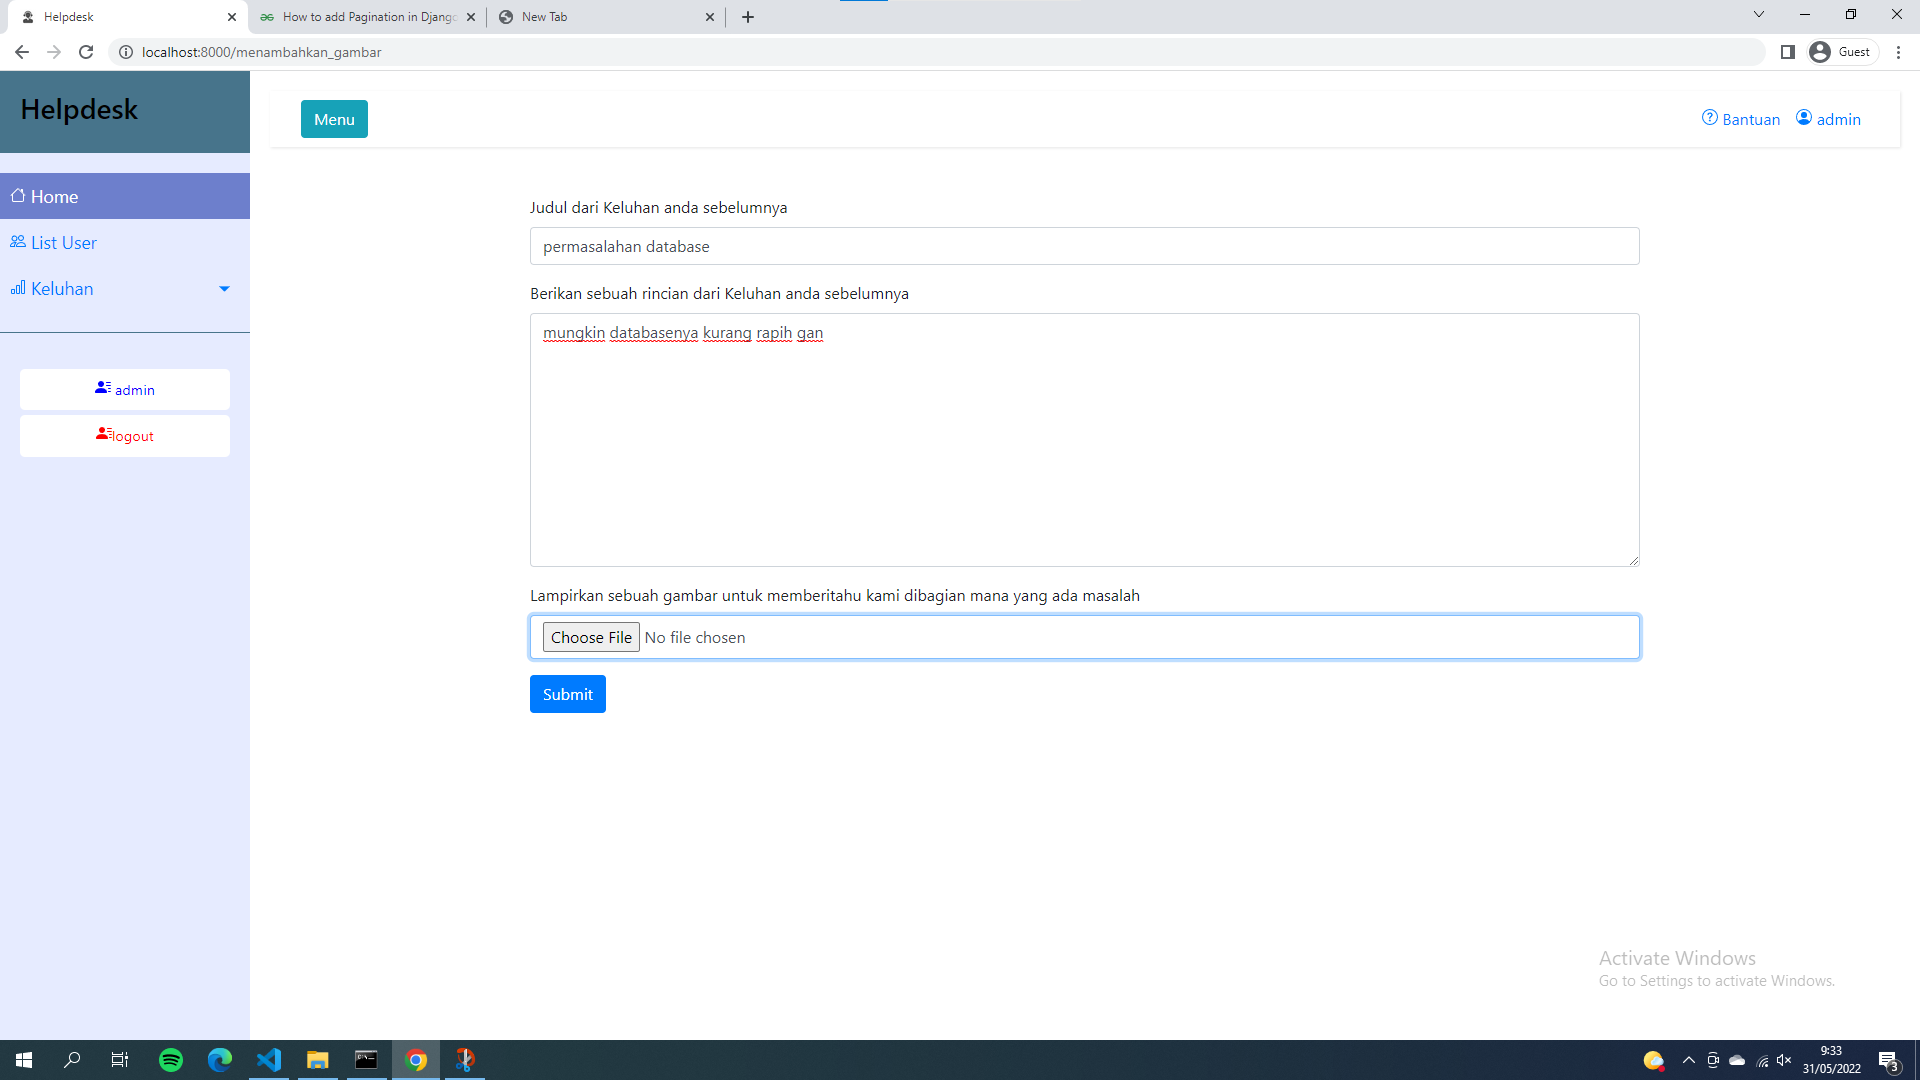 Helpdesk
How to add Pagination in Django
New Tab
localhost:8000/menambahkan_gambar
Guest
Helpdesk
Menu
Bantuan
admin
Home
List User
Keluhan
admin
logout
Judul dari Keluhan anda sebelumnya
permasalahan database
Berikan sebuah rincian dari Keluhan anda sebelumnya
mungkin databasenya kurang rapih gan
Lampirkan sebuah gambar untuk memberitahu kami dibagian mana yang ada masalah
Choose File No file chosen
Submit
Activate Windows
Go to Settings to activate Windows.
9:33
31/05/2022
3